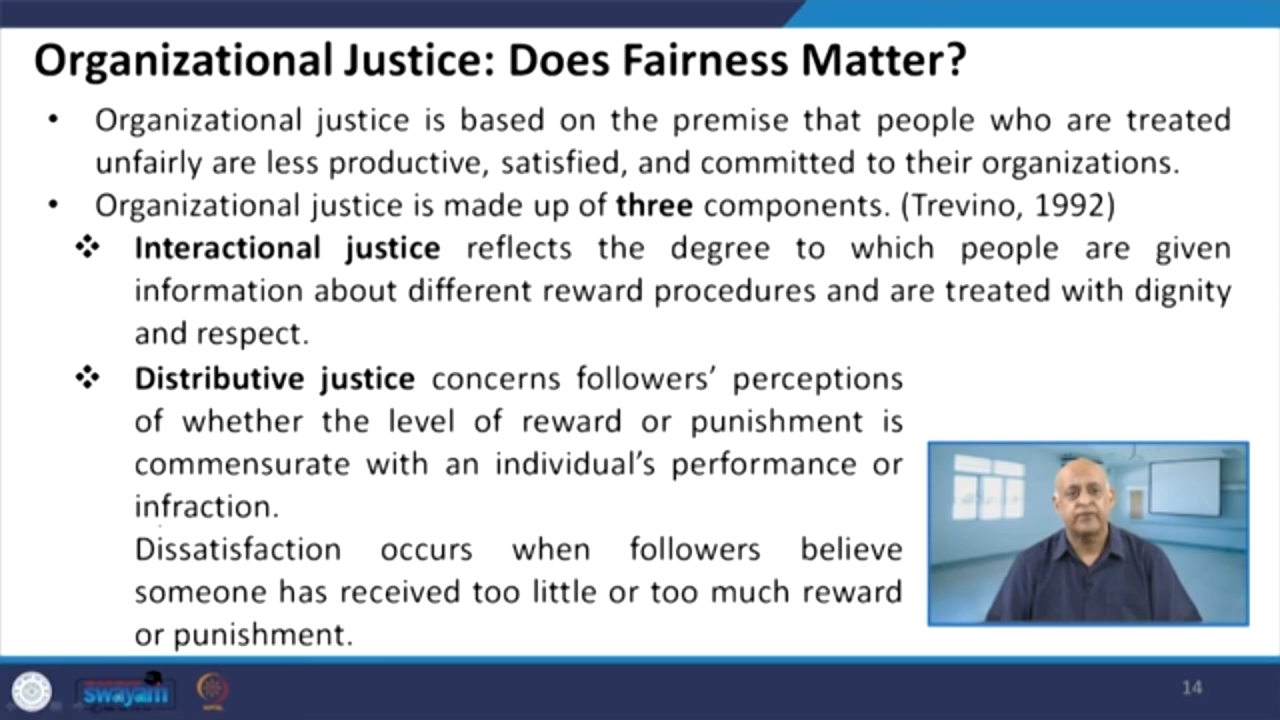 Organizational Justice: Does Fairness Matter?
• Organizational justice is based on the premise that people who are treated
unfairly are less productive, satisfied, and committed to their organizations.
• Organizational justice is made up of three components. (Trevino, 1992)
❖ Interactional justice reflects the degree to which people are given
information about different reward procedures and are treated with dignity
and respect.
❖ Distributive justice concerns followers’ perceptions
of whether the level of reward or punishment is
commensurate with an individual’s performance or
infraction.
Dissatisfaction occurs when followers believe
someone has received too little or too much reward
or punishment.
swayam
14